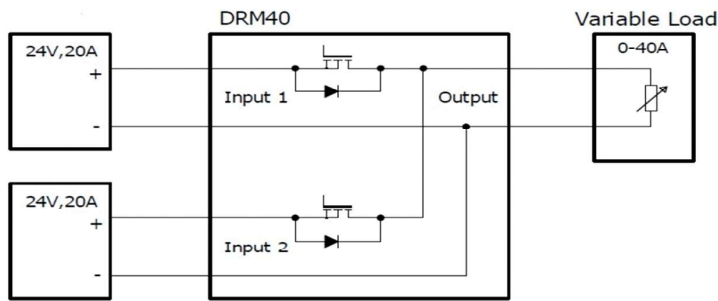 DRM40
Variable Load
24V,20A
0-40A
+
Input 1
Output
-
24V,20A
+
Input 2
-